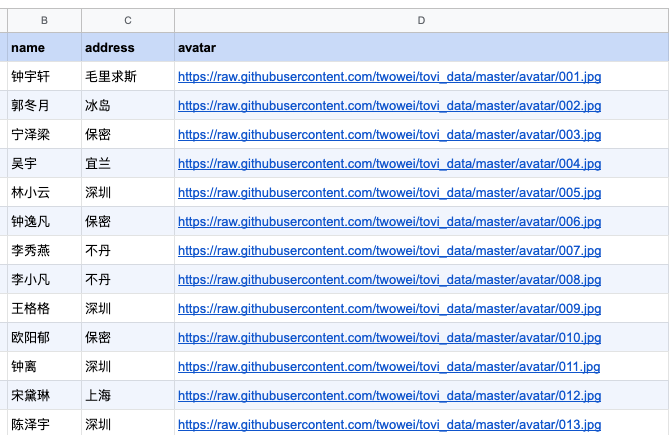 B C D
name address avatar
钟宇轩 毛里求斯 https://raw.githubusercontent.com/twowei/tovi_data/master/avatar/001.jpg
郭冬月 冰岛 https://raw.githubusercontent.com/twowei/tovi_data/master/avatar/002.jpg
宁泽梁 保密 https://raw.githubusercontent.com/twowei/tovi_data/master/avatar/003.jpg
吴宇 宜兰 https://raw.githubusercontent.com/twowei/tovi_data/master/avatar/004.jpg
林小云 深圳 https://raw.githubusercontent.com/twowei/tovi_data/master/avatar/005.jpg
钟逸凡 保密 https://raw.githubusercontent.com/twowei/tovi_data/master/avatar/006.jpg
李秀燕 不丹 https://raw.githubusercontent.com/twowei/tovi_data/master/avatar/007.jpg
李小凡 不丹 https://raw.githubusercontent.com/twowei/tovi_data/master/avatar/008.jpg
王格格 深圳 https://raw.githubusercontent.com/twowei/tovi_data/master/avatar/009.jpg
欧阳郁 保密 https://raw.githubusercontent.com/twowei/tovi_data/master/avatar/010.jpg
钟离 深圳 https://raw.githubusercontent.com/twowei/tovi_data/master/avatar/011.jpg
宋黛琳 上海 https://raw.githubusercontent.com/twowei/tovi_data/master/avatar/012.jpg
陈泽宇 深圳 https://raw.githubusercontent.com/twowei/tovi_data/master/avatar/013.jpg